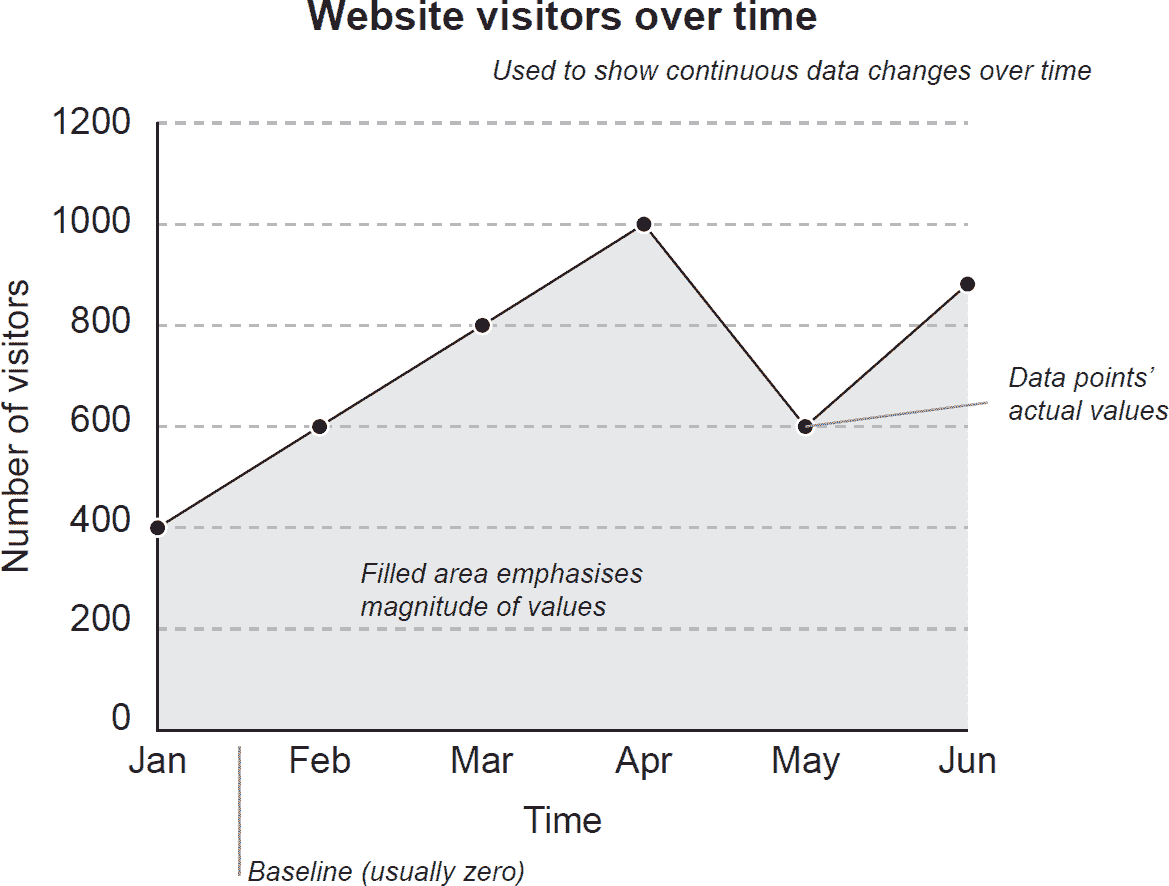 Website visitors over time
Used to show continuous data changes over time
1200
1000
800
600
400
200
0
Number of visitors
Data points’
actual values
Filled area emphasises
magnitude of values
Jan Feb Mar Apr May Jun
Time
Baseline (usually zero)